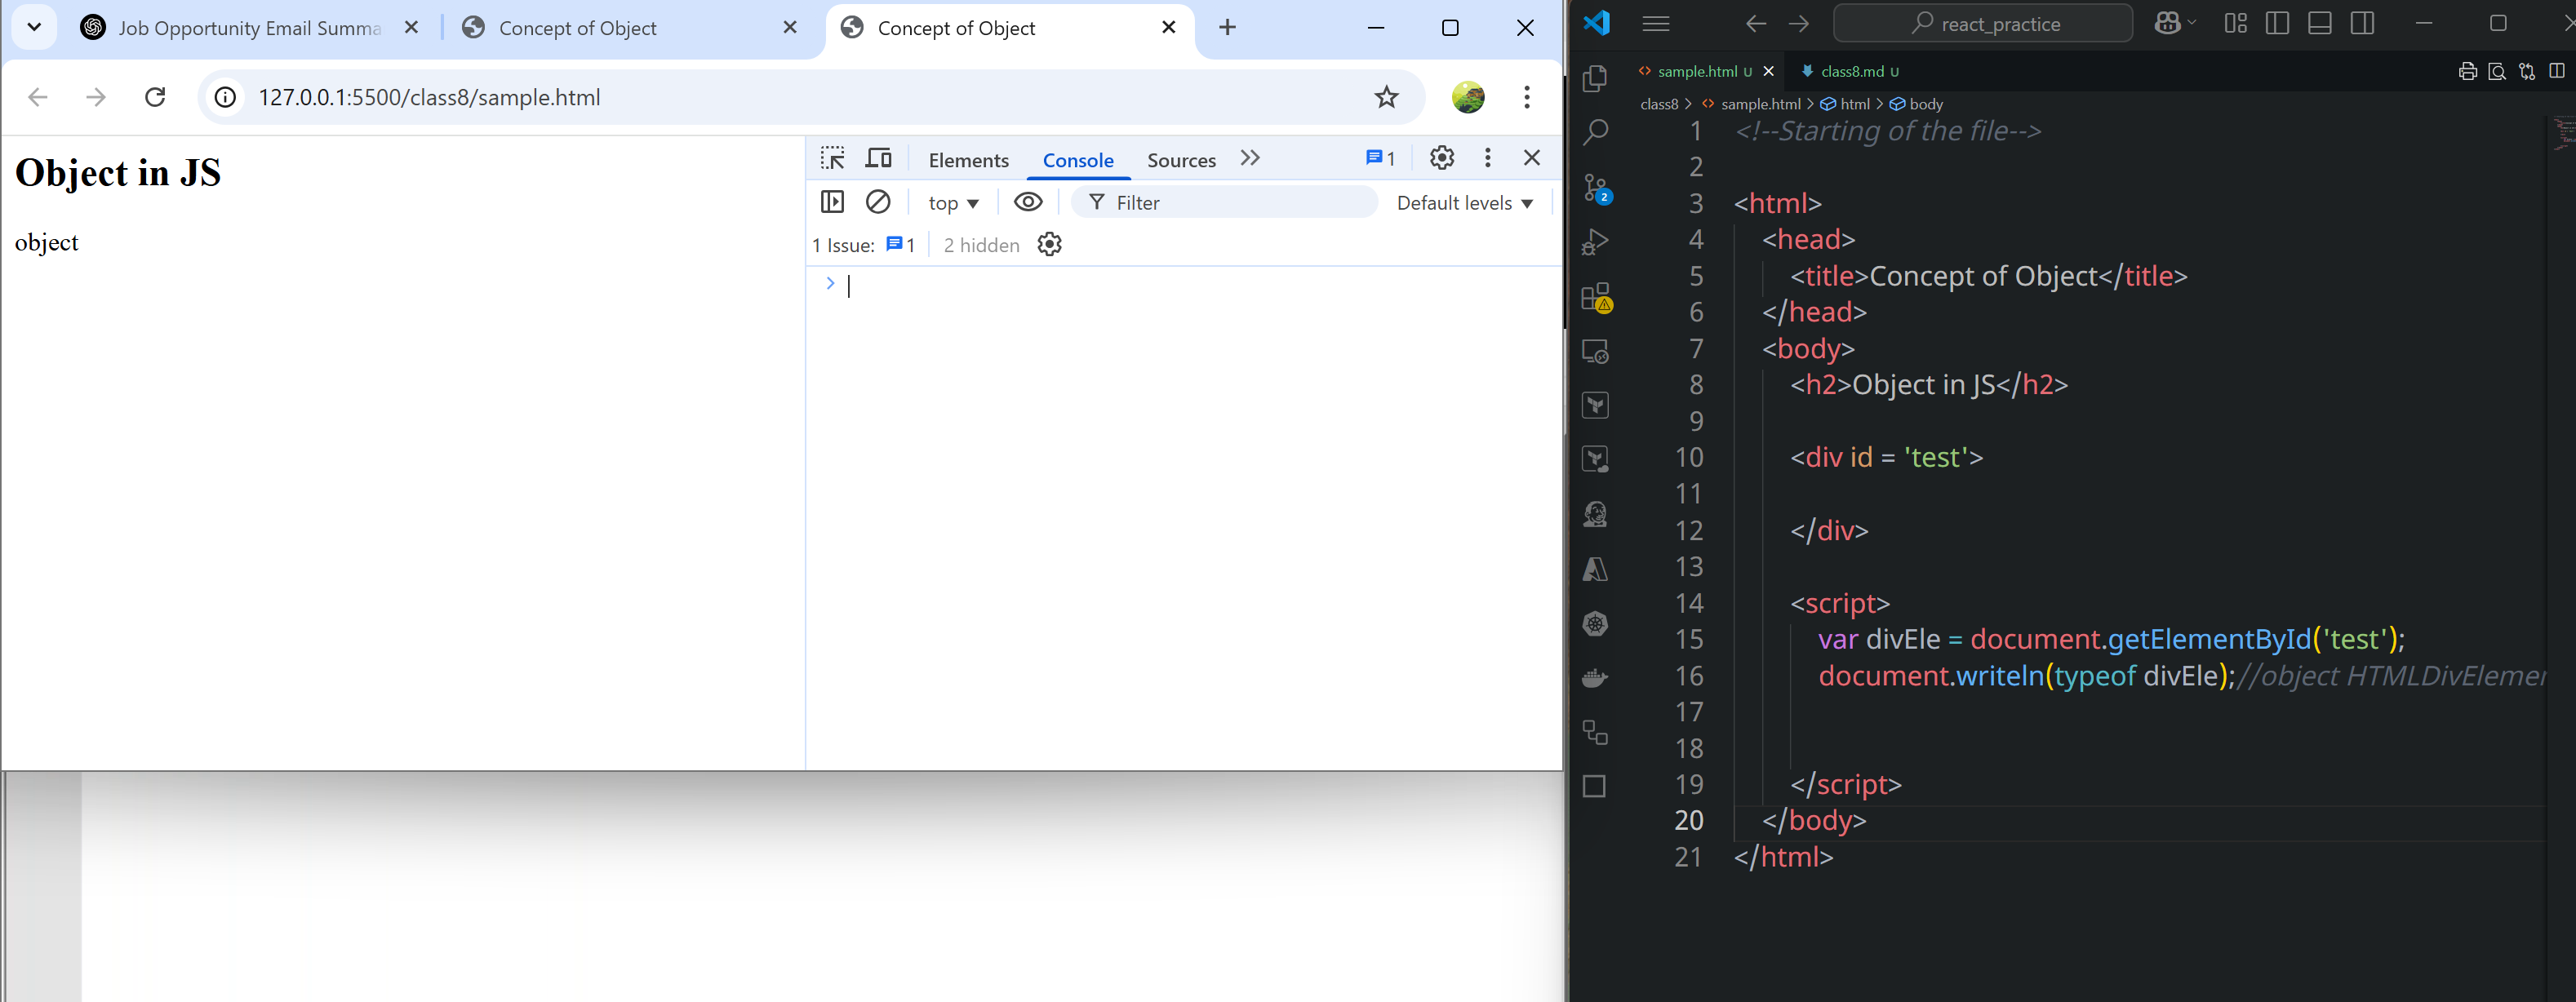 Job Opportunity Email Summa
Concept of Object
Concept of Object
127.0.0.1:5500/class8/sample.html
Object in JS
object
Elements Console Sources 1
top Filter Default levels
1 Issue: 1 2 hidden
react_practice
sample.html U class8.md U
class8 > sample.html > html > body
2
1 <!--Starting of the file-->
2
3 <html>
4 <head>
5 <title>Concept of Object</title>
6 </head>
7 <body>
8 <h2>Object in JS</h2>
9
10 <div id = 'test'>
11
12 </div>
13
14 <script>
15 var divEle = document.getElementById('test');
16 document.writeln(typeof divEle);//object HTMLDivElemen
17
18
19 </script>
20 </body>
21 </html>